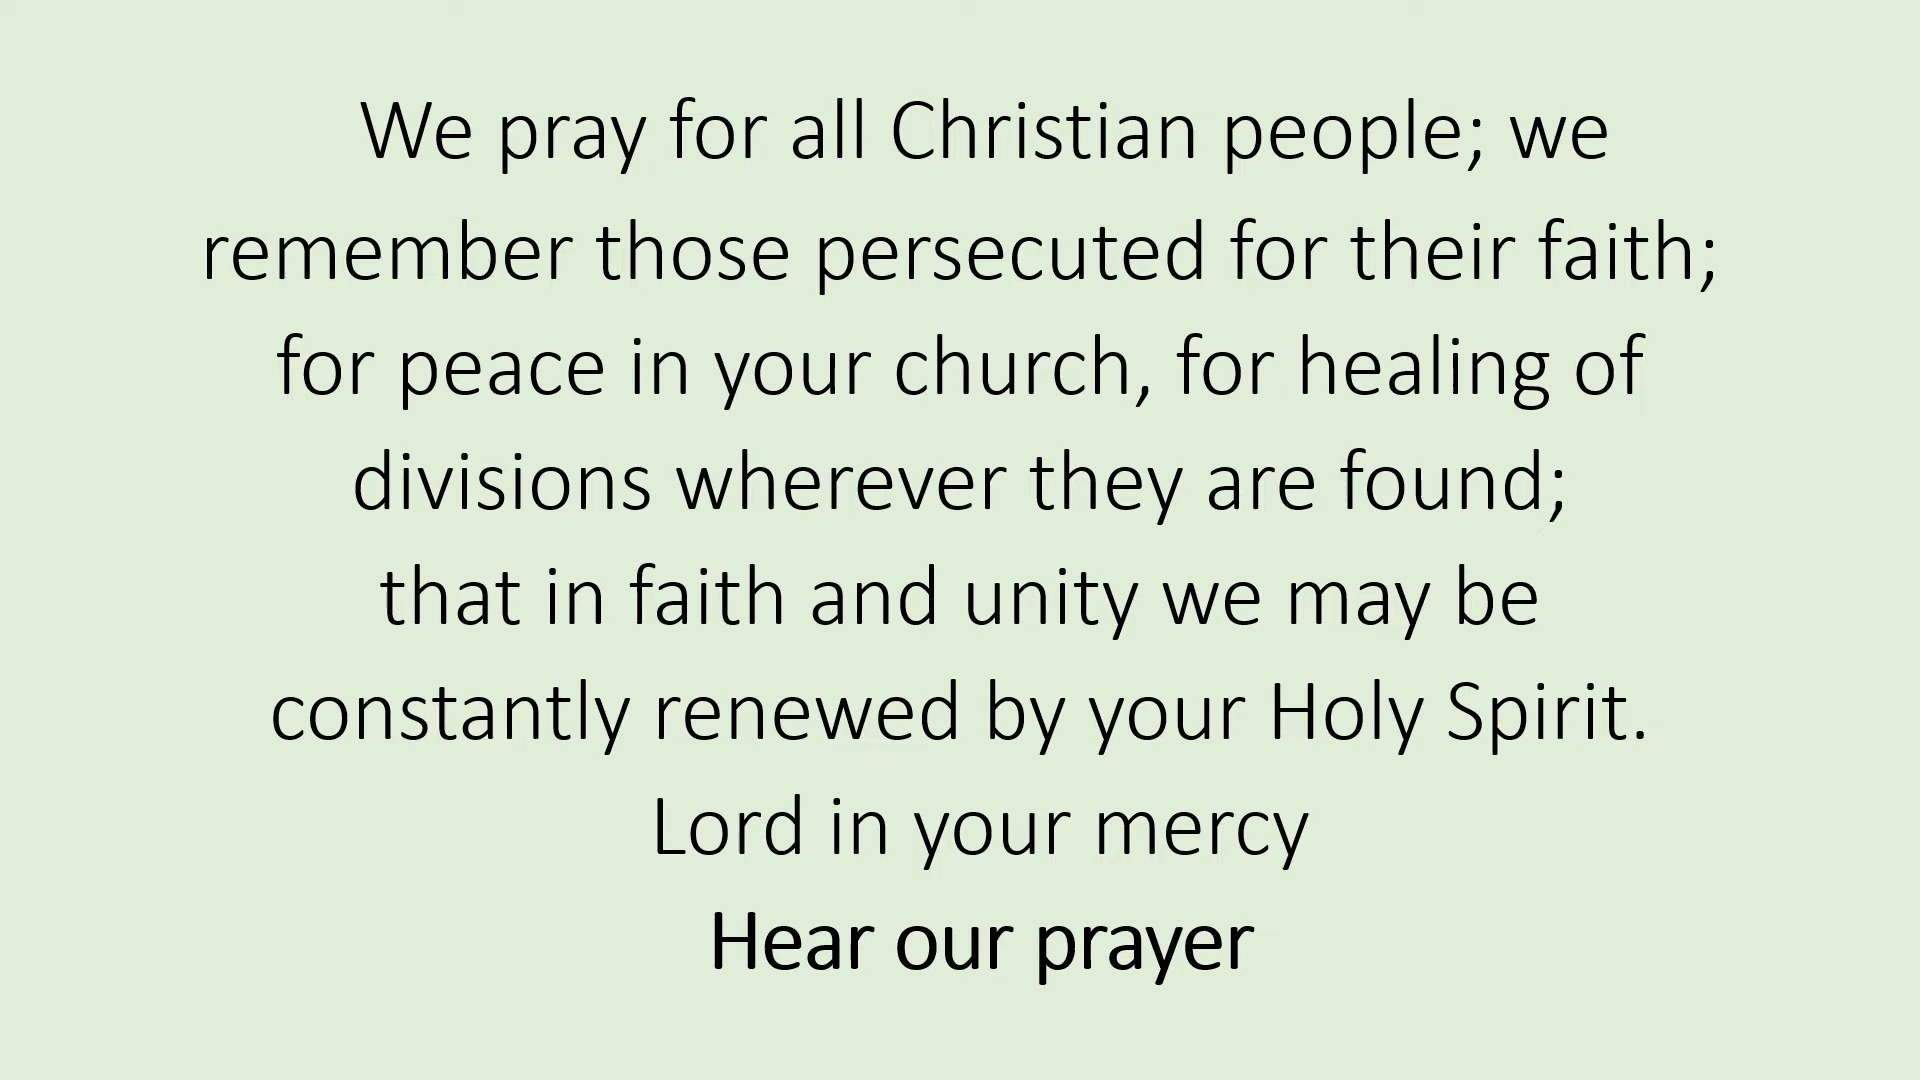 We pray for all Christian people; we
remember those persecuted for their faith;
for peace in your church, for healing of
divisions wherever they are found;
that in faith and unity we may be
constantly renewed by your Holy Spirit.
Lord in your mercy
Hear our prayer